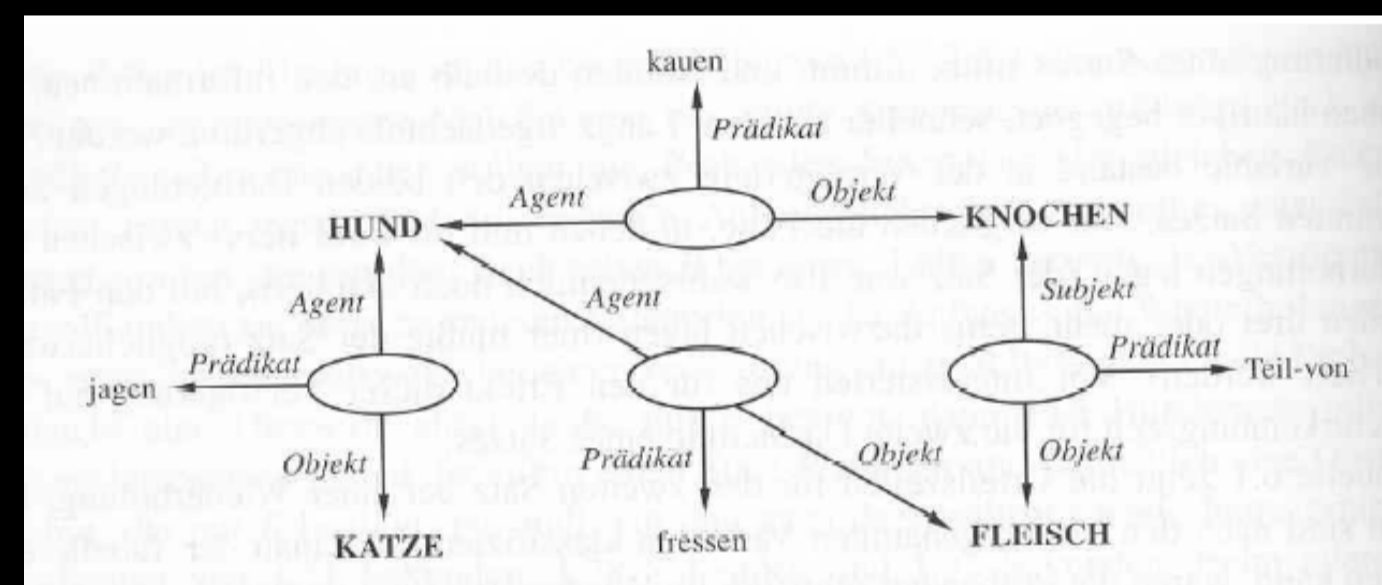 kauen
Prädikat
Agent
Objekt
HUND
KNOCHEN
Agent
Agent
Subjekt
Prädikat
Prädikat
jagen
Teil-von
Objekt
Prädikat
Objekt
Objekt
KATZE
fressen
FLEISCH